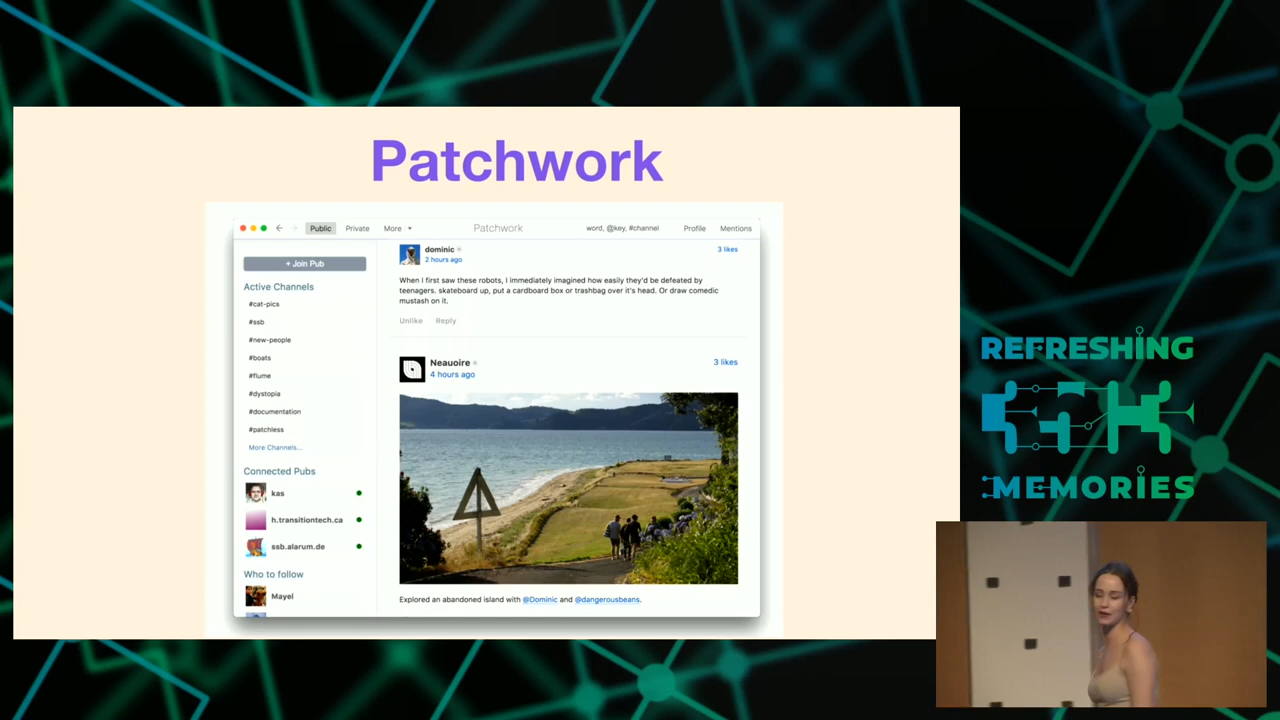 Patchwork
Public Private More Patchwork word, @key, #channel Profile Mentions
+ Join Pub
Active Channels
#cat-pics
#ssb
#new-people
#boats
#flume
#dystopia
#documentation
#patchless
More Channels...
Connected Pubs
kas
h.transitiontech.ca
ssb.alarum.de
Who to follow
Mayel
dominic
2 hours ago
3 likes
When I first saw these robots, I immediately imagined how easily they'd be defeated by
teenagers. skateboard up, put a cardboard box or trashbag over it's head. Or draw comedic
mustash on it.
Unlike Reply
Neauoire
4 hours ago
3 likes
Explored an abandoned island with @Dominic and @dangerousbeans.
REFRESHING
MEMORIES